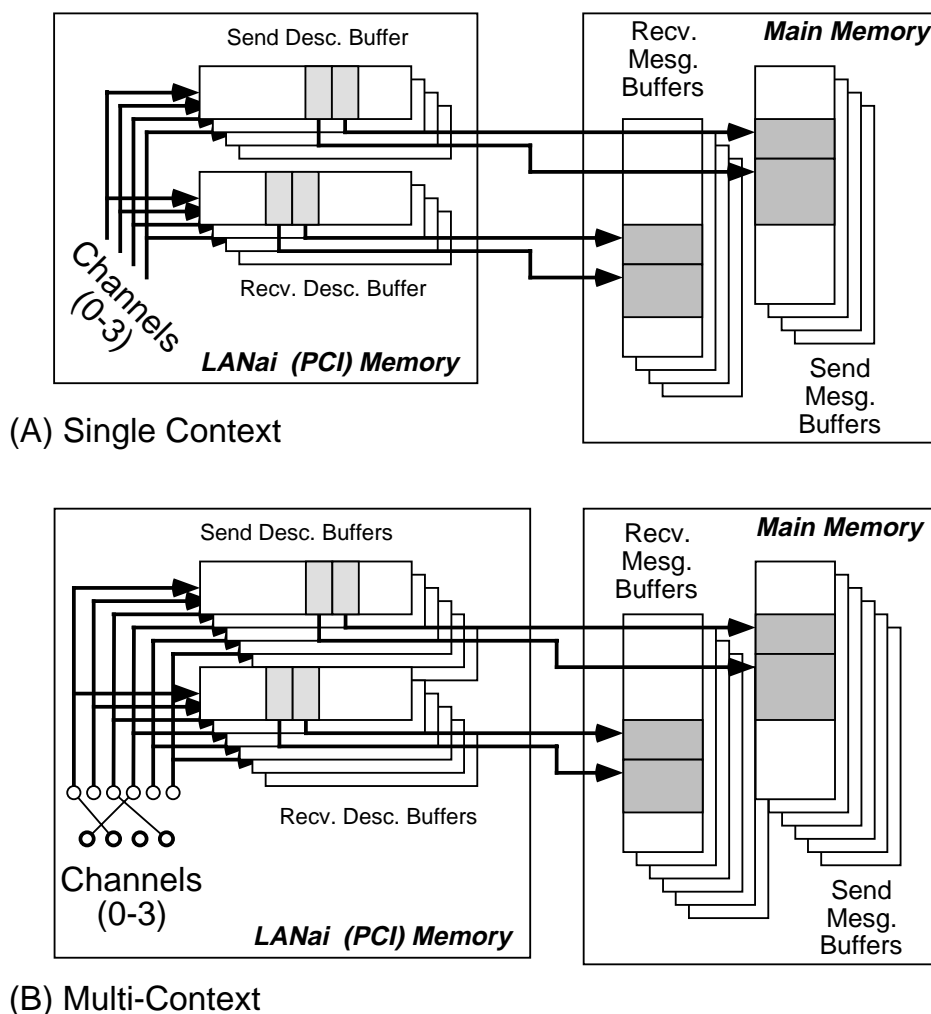 Send Desc. Buffer
Recv.
Mesg.
Buffers
Main Memory
Channels
(0-3)
Recv. Desc. Buffer
LANai (PCI) Memory
Send
Mesg.
Buffers
(A) Single Context
Send Desc. Buffers
Recv.
Mesg.
Buffers
Main Memory
Recv. Desc. Buffers
Channels
(0-3)
LANai (PCI) Memory
Send
Mesg.
Buffers
(B) Multi-Context